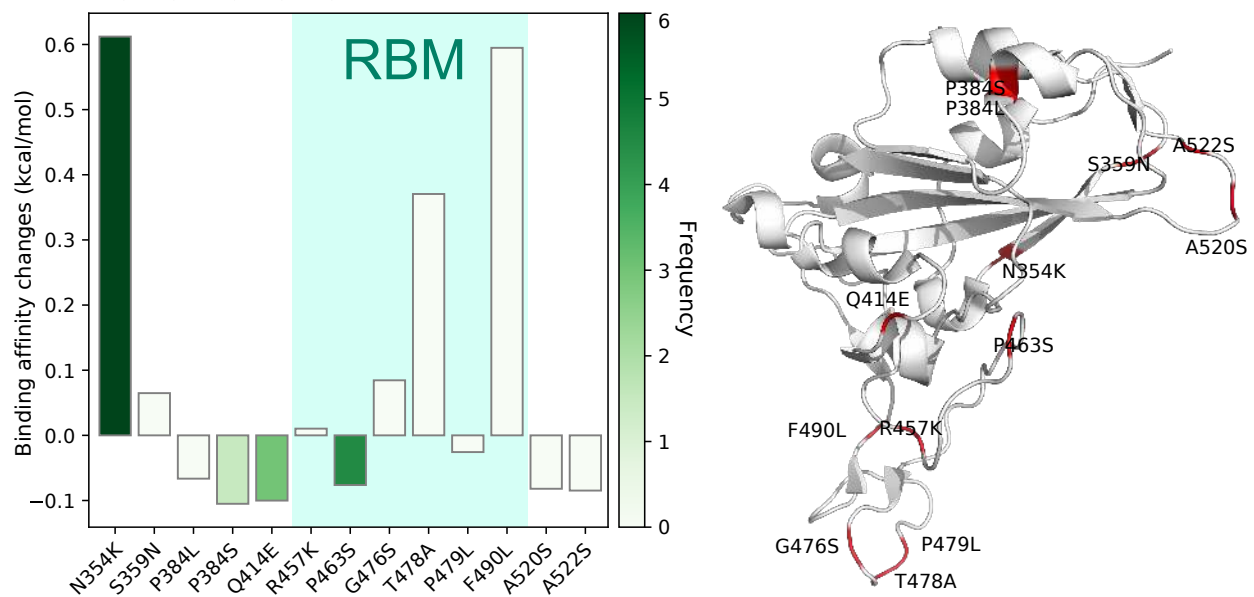 Binding affinity changes (kcal/mol)
0.6
0.5
0.4
0.3
0.2
0.1
0.0
−0.1
RBM
N354K
S359N
P384L
P384S
Q414E
R457K
P463S
G476S
T478A
P479L
F490L
A520S
A522S
6
5
4
3
2
1
0
Frequency
P384S
P384L
A522S
S359N
A520S
N354K
Q414E
P463S
F490L
R457K
G476S
P479L
T478A